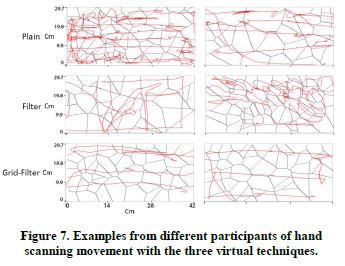 29.7
Plain Cm 19.8
9.9
0
29.7
Filter Cm 19.8
9.9
0
29.7
Grid-Filter Cm 19.8
9.9
0
0 14 28 42
Cm
Figure 7. Examples from different participants of hand
scanning movement with the three virtual techniques.